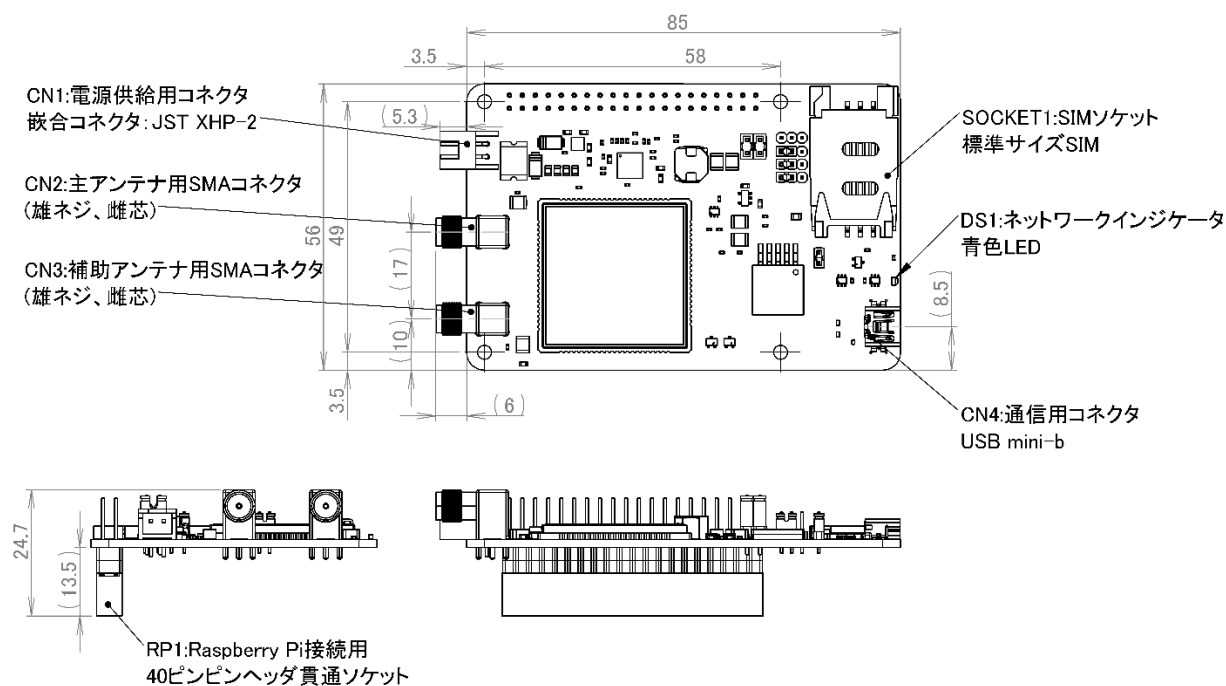 85
3.5
58
CN1:電源供給用コネクタ
嵌合コネクタ:JST XHP-2
(5.3)
SOCKET1:SIMソケット
標準サイズSIM
CN2:主アンテナ用SMAコネクタ
(雄ネジ、雌芯)
56
49
DS1:ネットワークインジケータ
青色LED
CN3:補助アンテナ用SMAコネクタ
(雄ネジ、雌芯)
(17)
(8.5)
(10)
3.5
(6)
CN4:通信用コネクタ
USB mini-b
24.7
(13.5)
RP1:Raspberry Pi接続用
40ピンピンヘッダ貫通ソケット